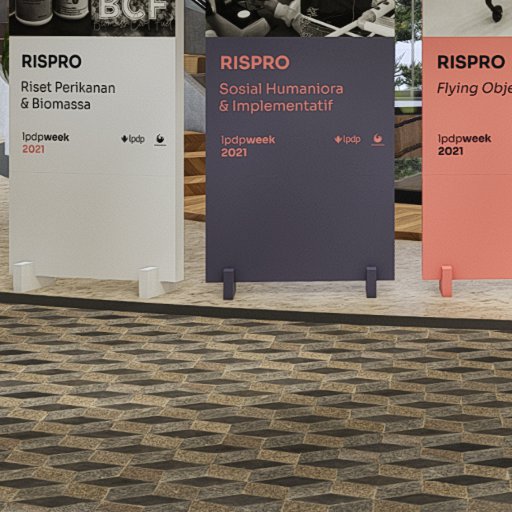 BCF
RISPRO
Riset Perikanan
& Biomassa
lpdpweek
2021
lpdp
RISPRO
Sosial Humaniora
& Implementatif
lpdpweek
2021
lpdp
RISPRO
Flying Obje
lpdpweek
2021